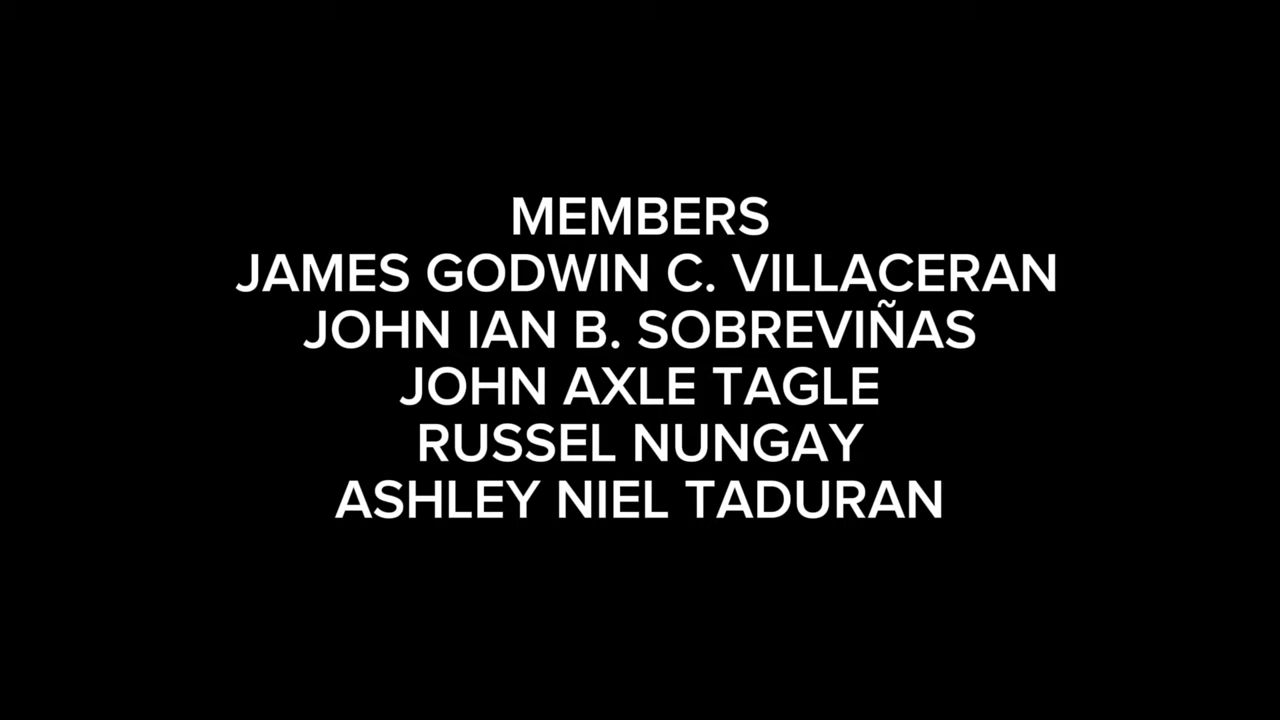 MEMBERS
JAMES GODWIN C. VILLACERAN
JOHN IAN B. SOBREVIÑAS
JOHN AXLE TAGLE
RUSSEL NUNGAY
ASHLEY NIEL TADURAN